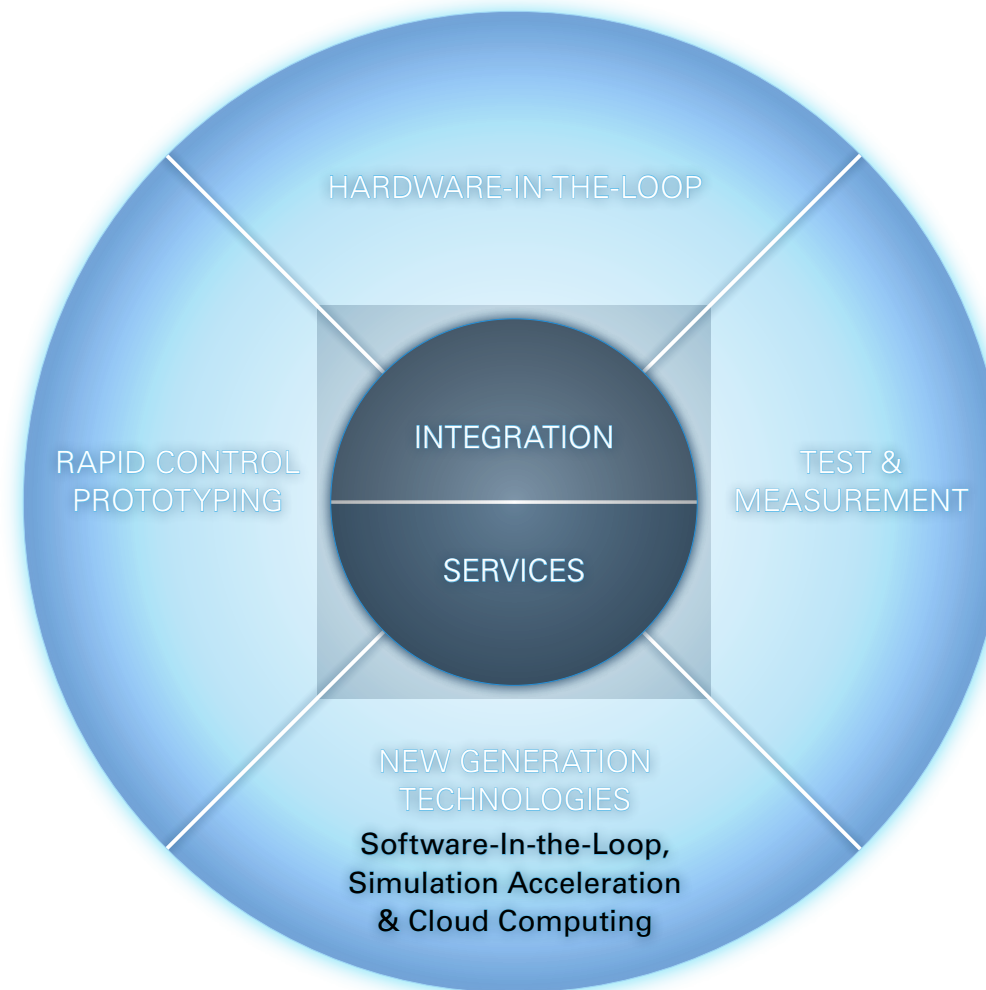 HARDWARE-IN-THE-LOOP
INTEGRATION
RAPID CONTROL
PROTOTYPING
TEST &
MEASUREMENT
SERVICES
NEW GENERATION
TECHNOLOGIES
Software-In-the-Loop,
Simulation Acceleration
& Cloud Computing